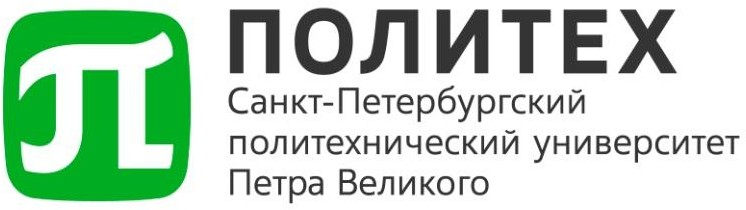 П
ПОЛИТЕХ
Санкт-Петербургский
политехнический университет
Петра Великого